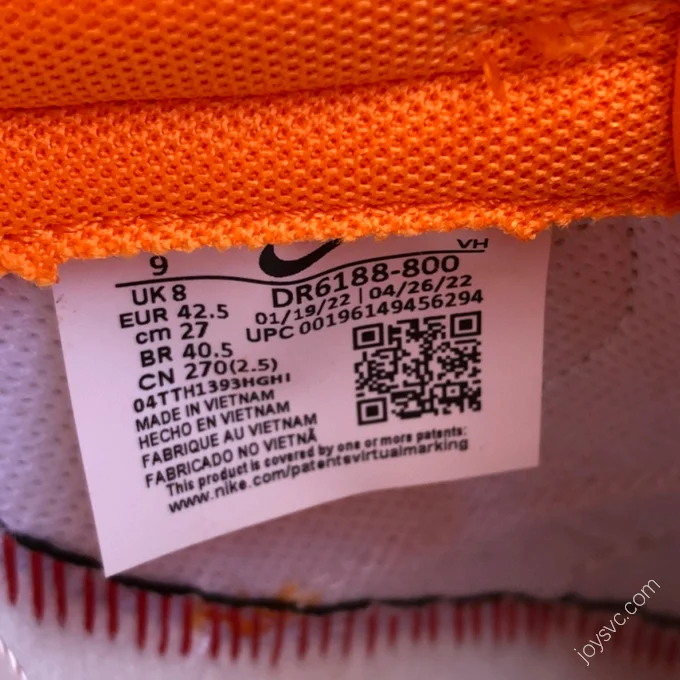 VH
9
UK 8
EUR 42.5
cm 27
BR 40.5
CN 270(2.5)
DR6188-800
01/19/22 | 04/26/22
UPC 00196149456294
04TTH1393HGH1
MADE IN VIETNAM
HECHO EN VIETNAM
FABRIQUE AU VIETNAM
FABRICADO NO VIETNÃ
This product is covered by one or more patents:
www.nike.com/patentsvirtualmarking
joysvc.com